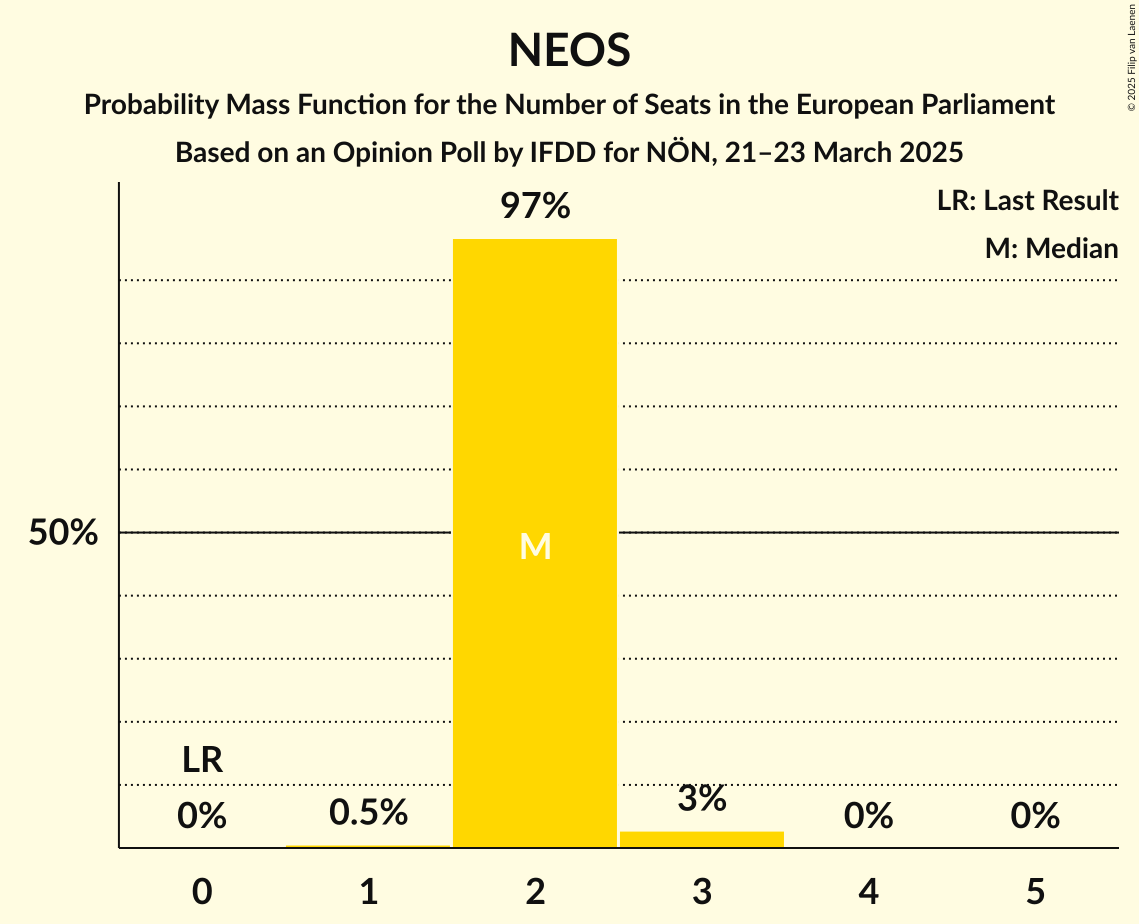 NEOS
Probability Mass Function for the Number of Seats in the European Parliament
Based on an Opinion Poll by IFDD for NÖN, 21–23 March 2025
© 2025 Filip van Laenen
LR: Last Result
M: Median
97%
50%
M
LR
0%
0.5%
3%
0%
0%
0 1 2 3 4 5